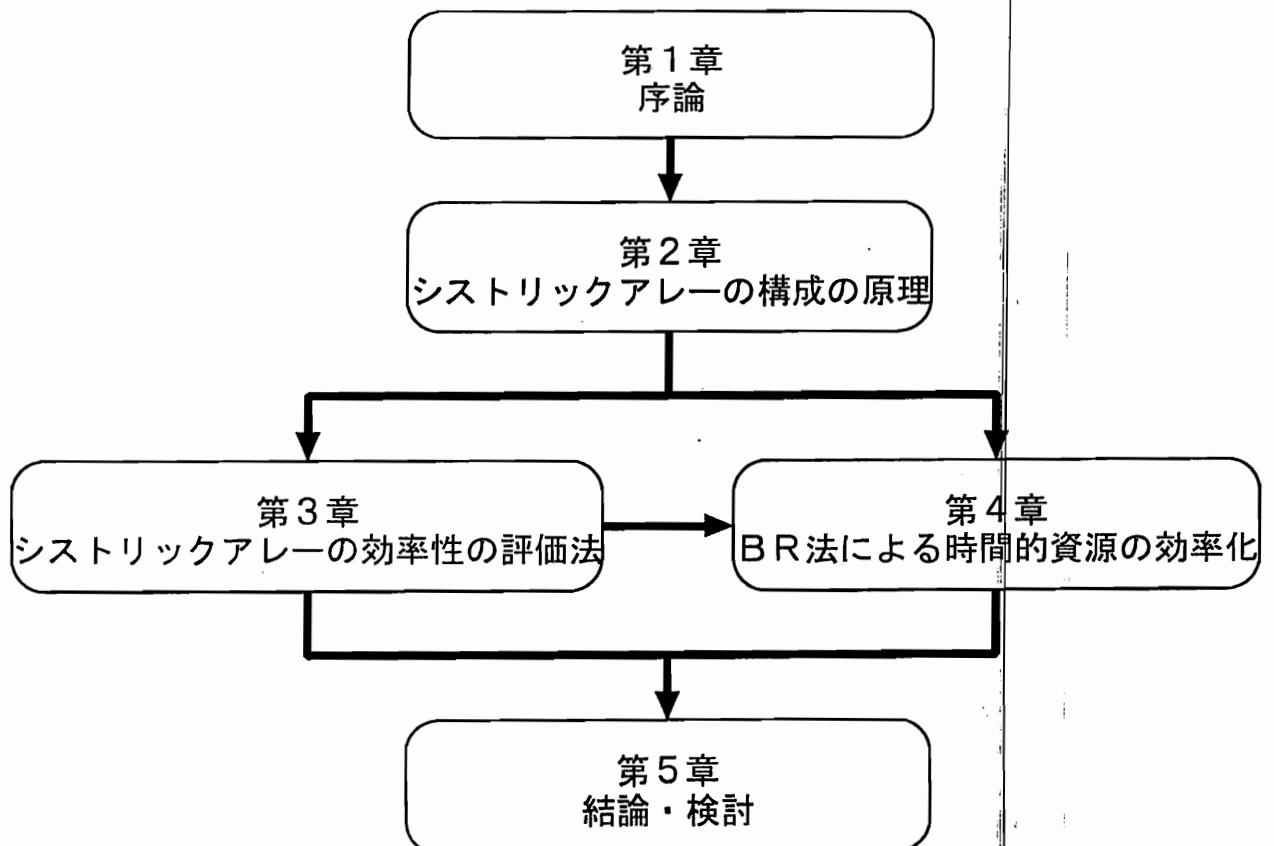 第１章
序論
第２章
シストリックアレーの構成の原理
第３章
シストリックアレーの効率性の評価法
第４章
ＢＲ法による時間的資源の効率化
第５章
結論・検討